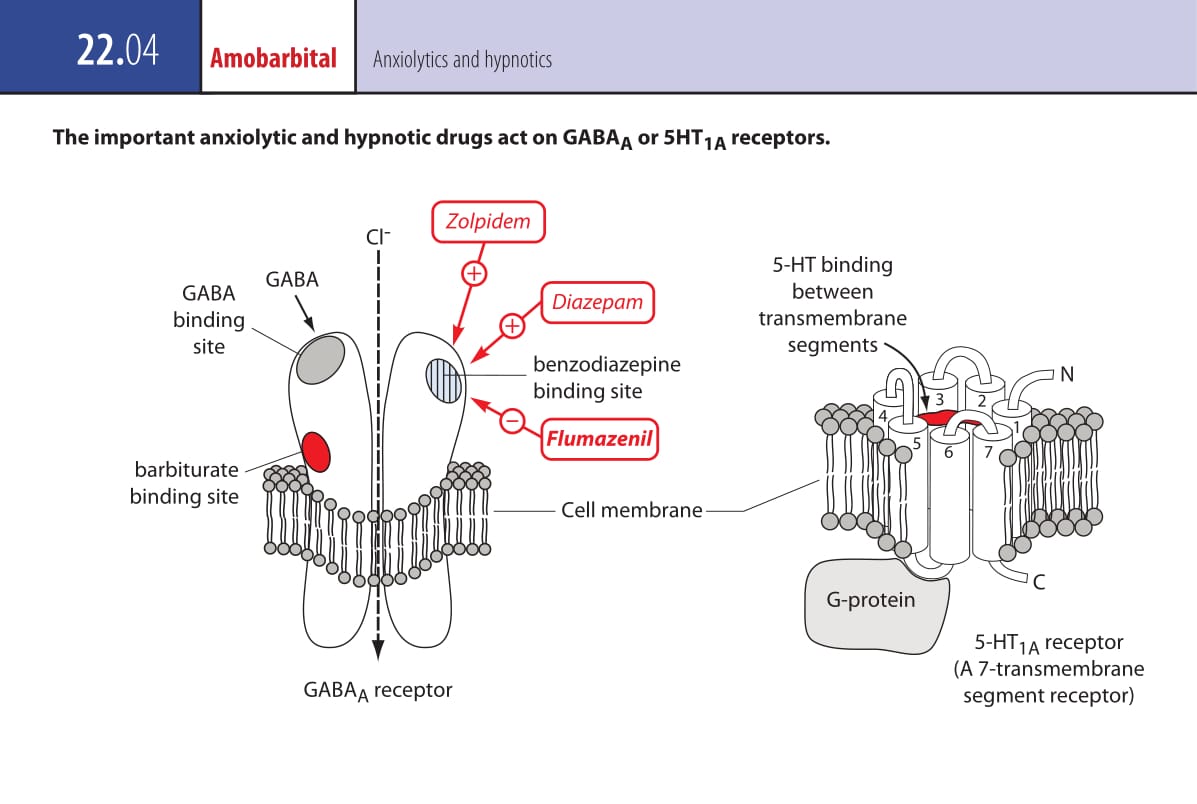 22.04
Amobarbital
Anxiolytics and hypnotics
The important anxiolytic and hypnotic drugs act on GABAA or 5HT1A receptors.
Cl-
Zolpidem
+
GABA
GABA
binding
site
Diazepam
+
benzodiazepine
binding site
−
Flumazenil
barbiturate
binding site
Cell membrane
GABAA receptor
5-HT binding
between
transmembrane
segments
N
3
2
4
1
5
6
7
C
G-protein
5-HT1A receptor
(A 7-transmembrane
segment receptor)